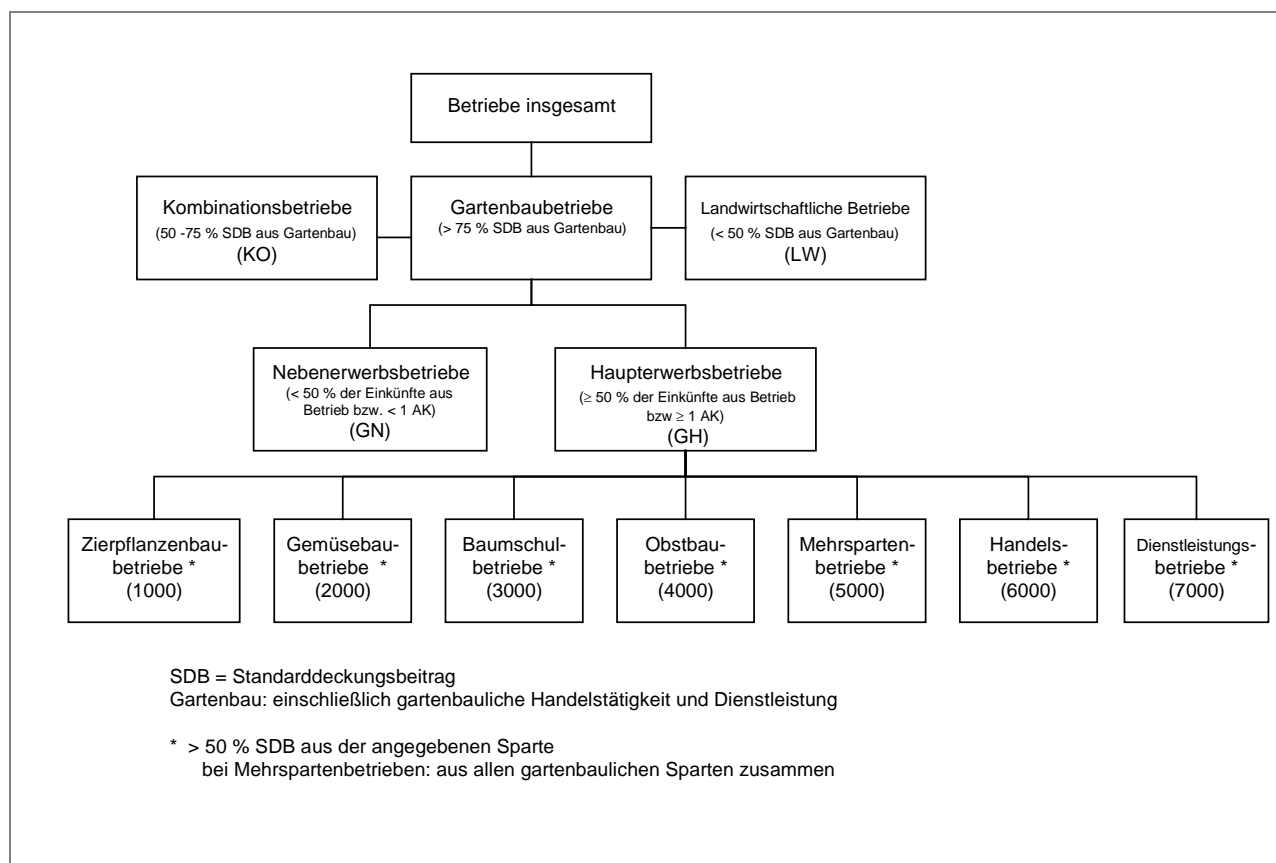 Betriebe insgesamt
Kombinationsbetriebe
(50 -75 % SDB aus Gartenbau)
(KO)
Gartenbaubetriebe
(> 75 % SDB aus Gartenbau)
Landwirtschaftliche Betriebe
(< 50 % SDB aus Gartenbau)
(LW)
Nebenerwerbsbetriebe
(< 50 % der Einkünfte aus
Betrieb bzw. < 1 AK)
(GN)
Haupterwerbsbetriebe
(≥ 50 % der Einkünfte aus Betrieb
bzw ≥ 1 AK)
(GH)
Zierpflanzenbau-
betriebe *
(1000)
Gemüsebau-
betriebe *
(2000)
Baumschul-
betriebe *
(3000)
Obstbau-
betriebe *
(4000)
Mehrsparten-
betriebe *
(5000)
Handels-
betriebe *
(6000)
Dienstleistungs-
betriebe *
(7000)
SDB = Standarddeckungsbeitrag
Gartenbau: einschließlich gartenbauliche Handelstätigkeit und Dienstleistung
* > 50 % SDB aus der angegebenen Sparte
bei Mehrspartenbetrieben: aus allen gartenbaulichen Sparten zusammen